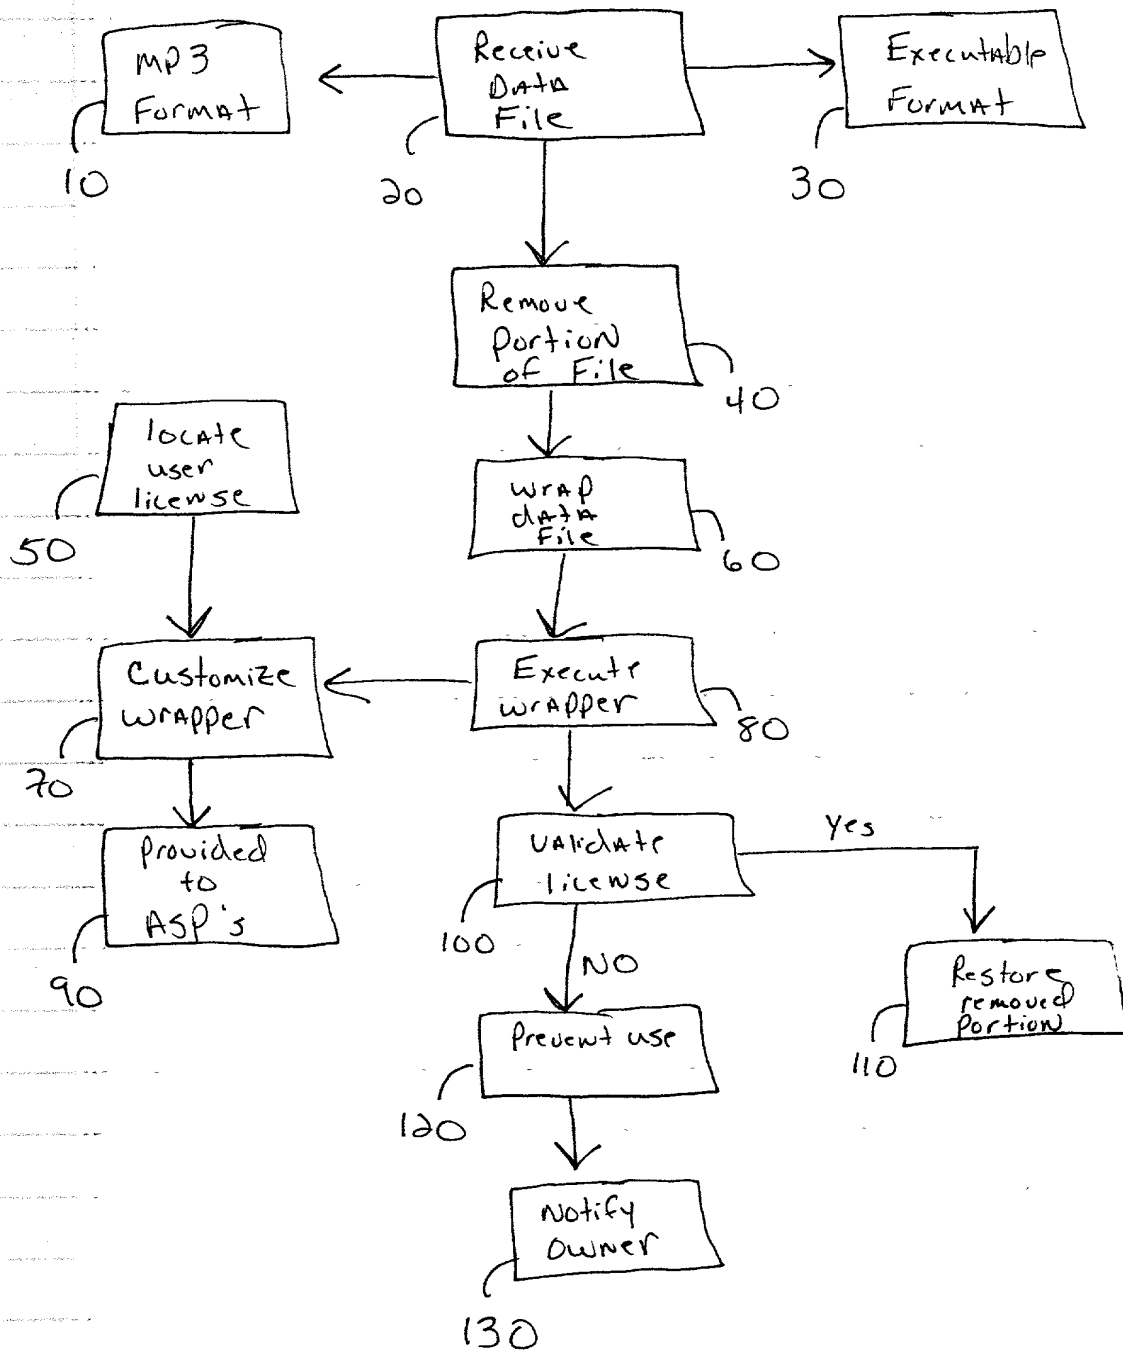 MP3
Format
10
Receive
Data
File
20
Executable
Format
30
Remove
Portion
of File
40
locate
user
license
50
wrap
data
File
60
Customize
wrapper
70
Execute
wrapper
80
provided
to
ASP's
90
validate
license
100
Yes
NO
Restore
removed
portion
110
Prevent use
120
Notify
owner
130